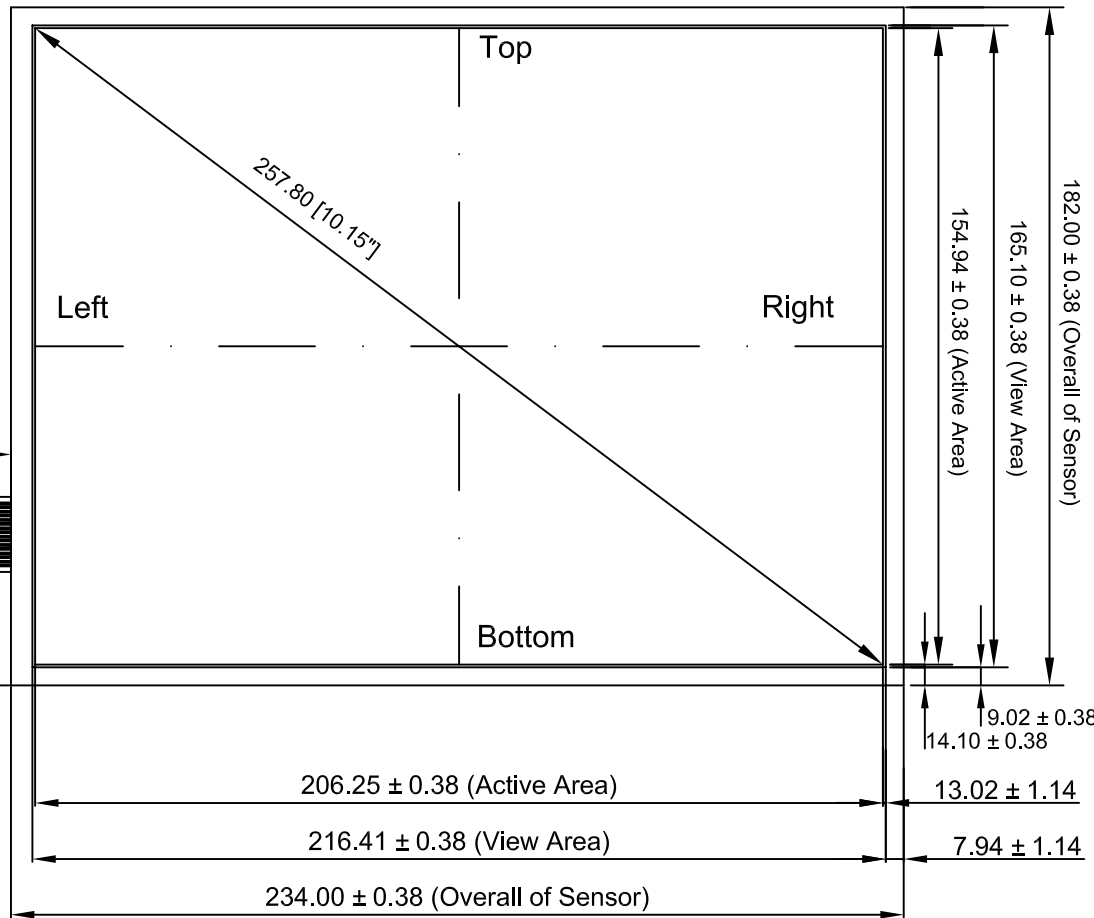 Top
257.80 [10.15"]
Left
Right
Bottom
182.00 ± 0.38 (Overall of Sensor)
165.10 ± 0.38 (View Area)
154.94 ± 0.38 (Active Area)
9.02 ± 0.38
14.10 ± 0.38
206.25 ± 0.38 (Active Area)
13.02 ± 1.14
216.41 ± 0.38 (View Area)
7.94 ± 1.14
234.00 ± 0.38 (Overall of Sensor)